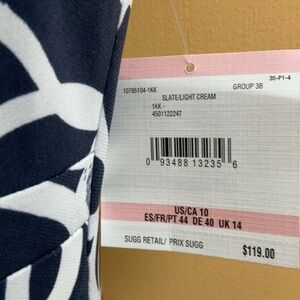 35-P1-4
10765104-1KK GROUP 3B
SLATE/LIGHT CREAM
1KK -
4501122247
0 93488 13235 6
US/CA 10
ES/FR/PT 44 DE 40 UK 14
SUGG RETAIL/ PRIX SUGG
$119.00